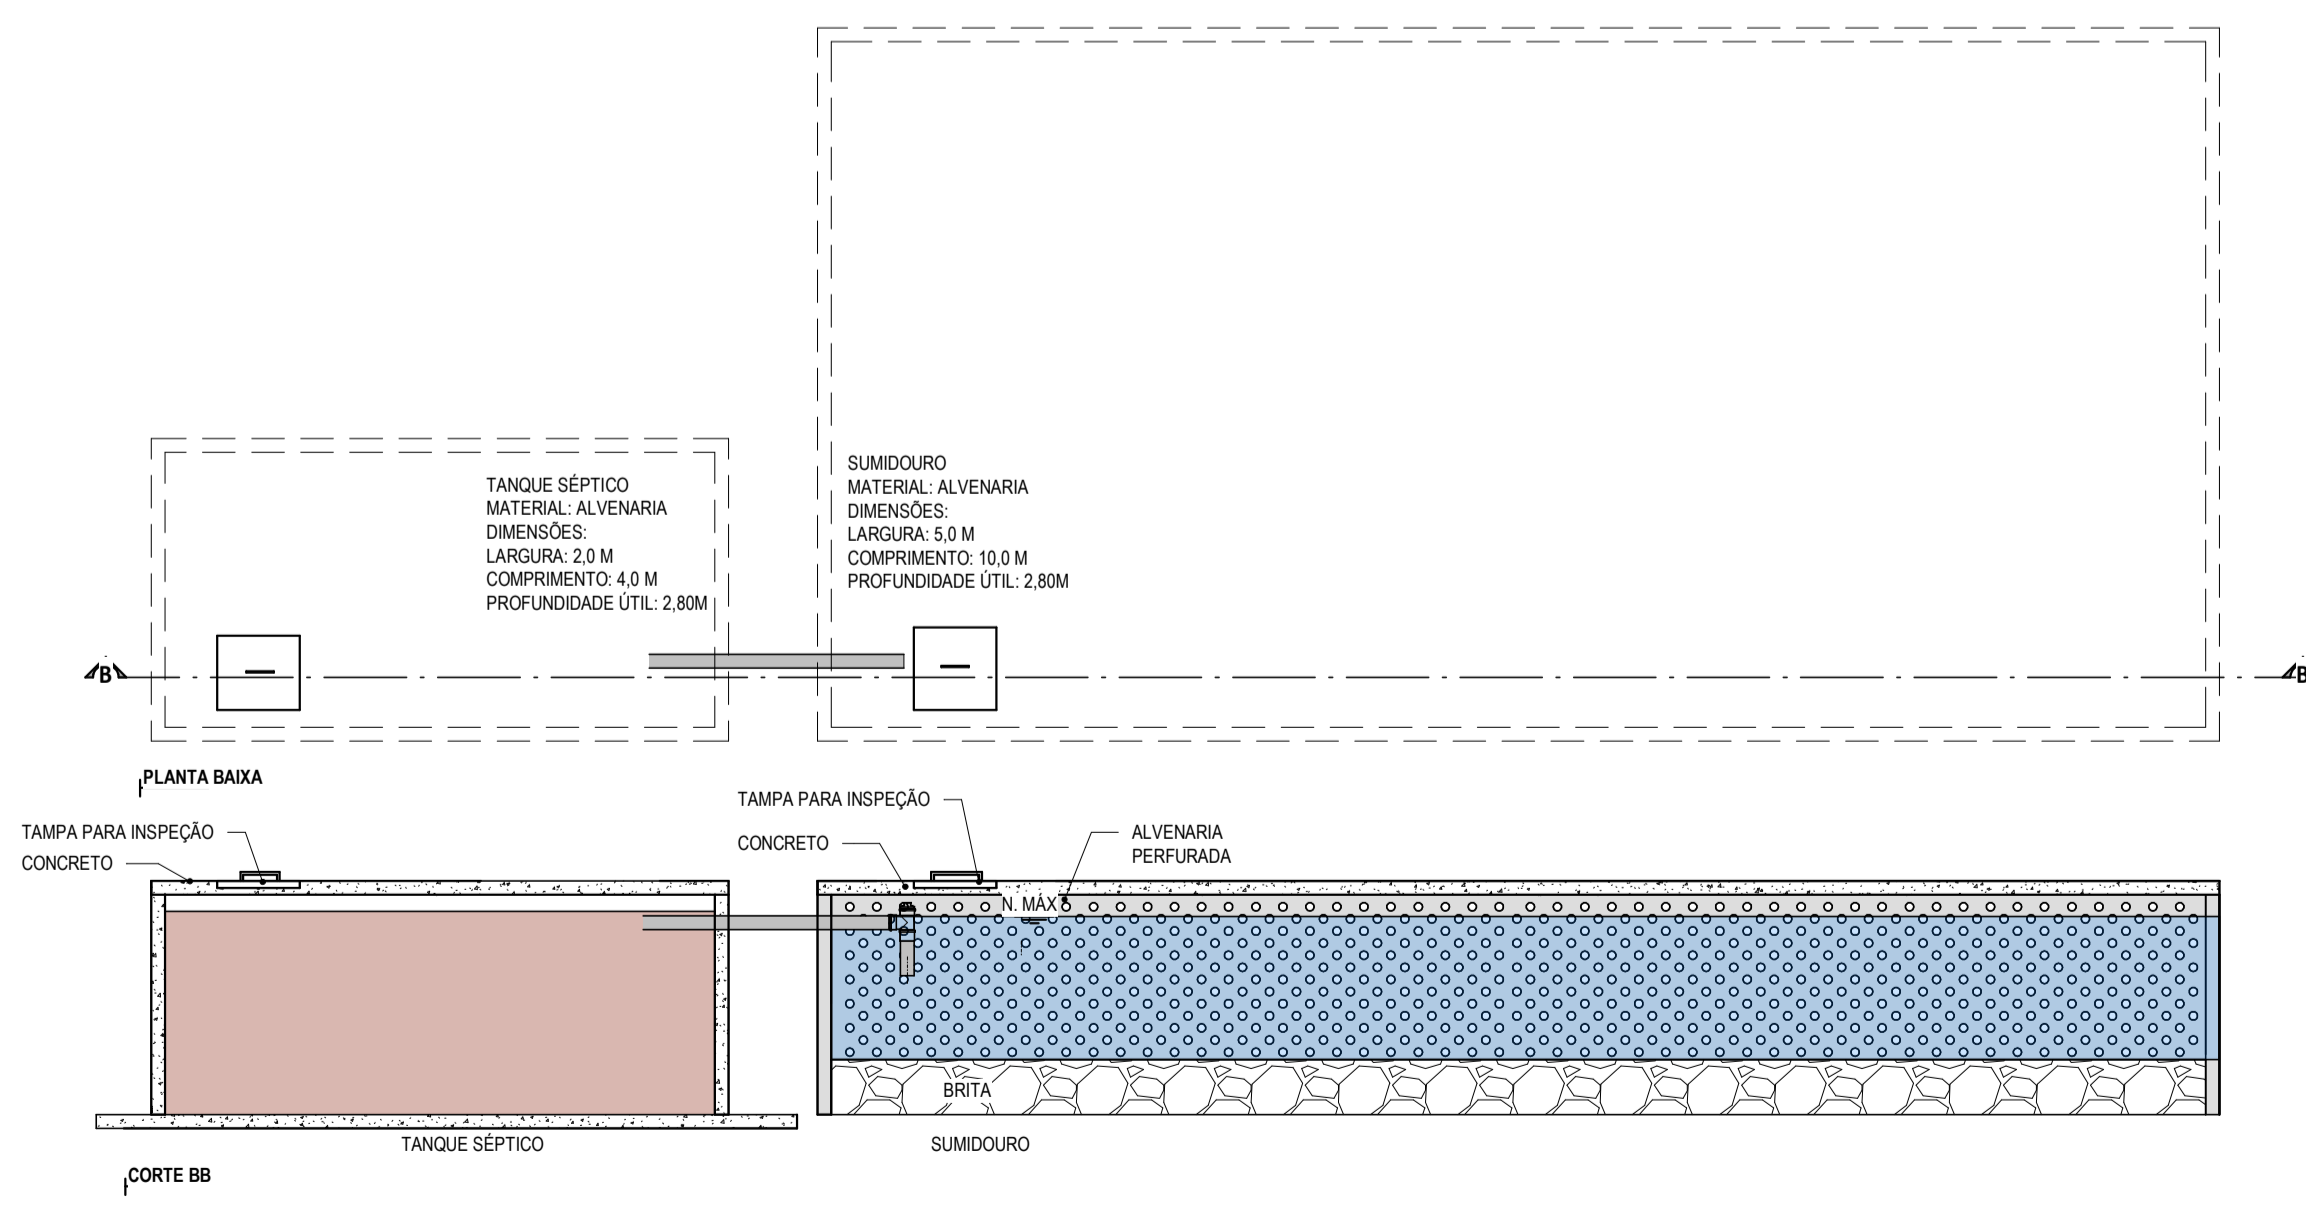 TANQUE SÉPTICO
MATERIAL: ALVENARIA
DIMENSÕES:
LARGURA: 2,0 M
COMPRIMENTO: 4,0 M
PROFUNDIDADE ÚTIL: 2,80M
SUMIDOURO
MATERIAL: ALVENARIA
DIMENSÕES:
LARGURA: 5,0 M
COMPRIMENTO: 10,0 M
PROFUNDIDADE ÚTIL: 2,80M
B
B
PLANTA BAIXA
TAMPA PARA INSPEÇÃO
CONCRETO
TAMPA PARA INSPEÇÃO
CONCRETO
ALVENARIA
PERFURADA
N. MÁX
BRITA
TANQUE SÉPTICO
SUMIDOURO
CORTE BB